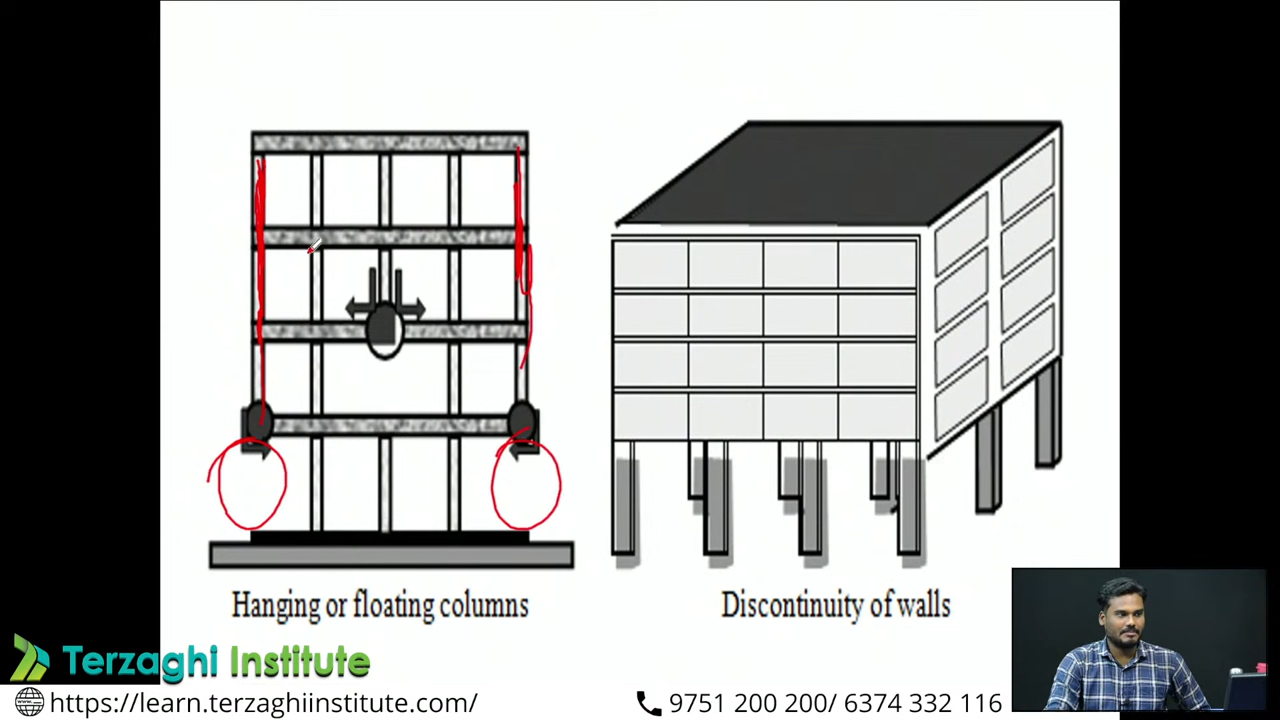 Hanging or floating columns
Discontinuity of walls
Terzaghi Institute
https://learn.terzaghiinstitute.com/
9751 200 200/ 6374 332 116